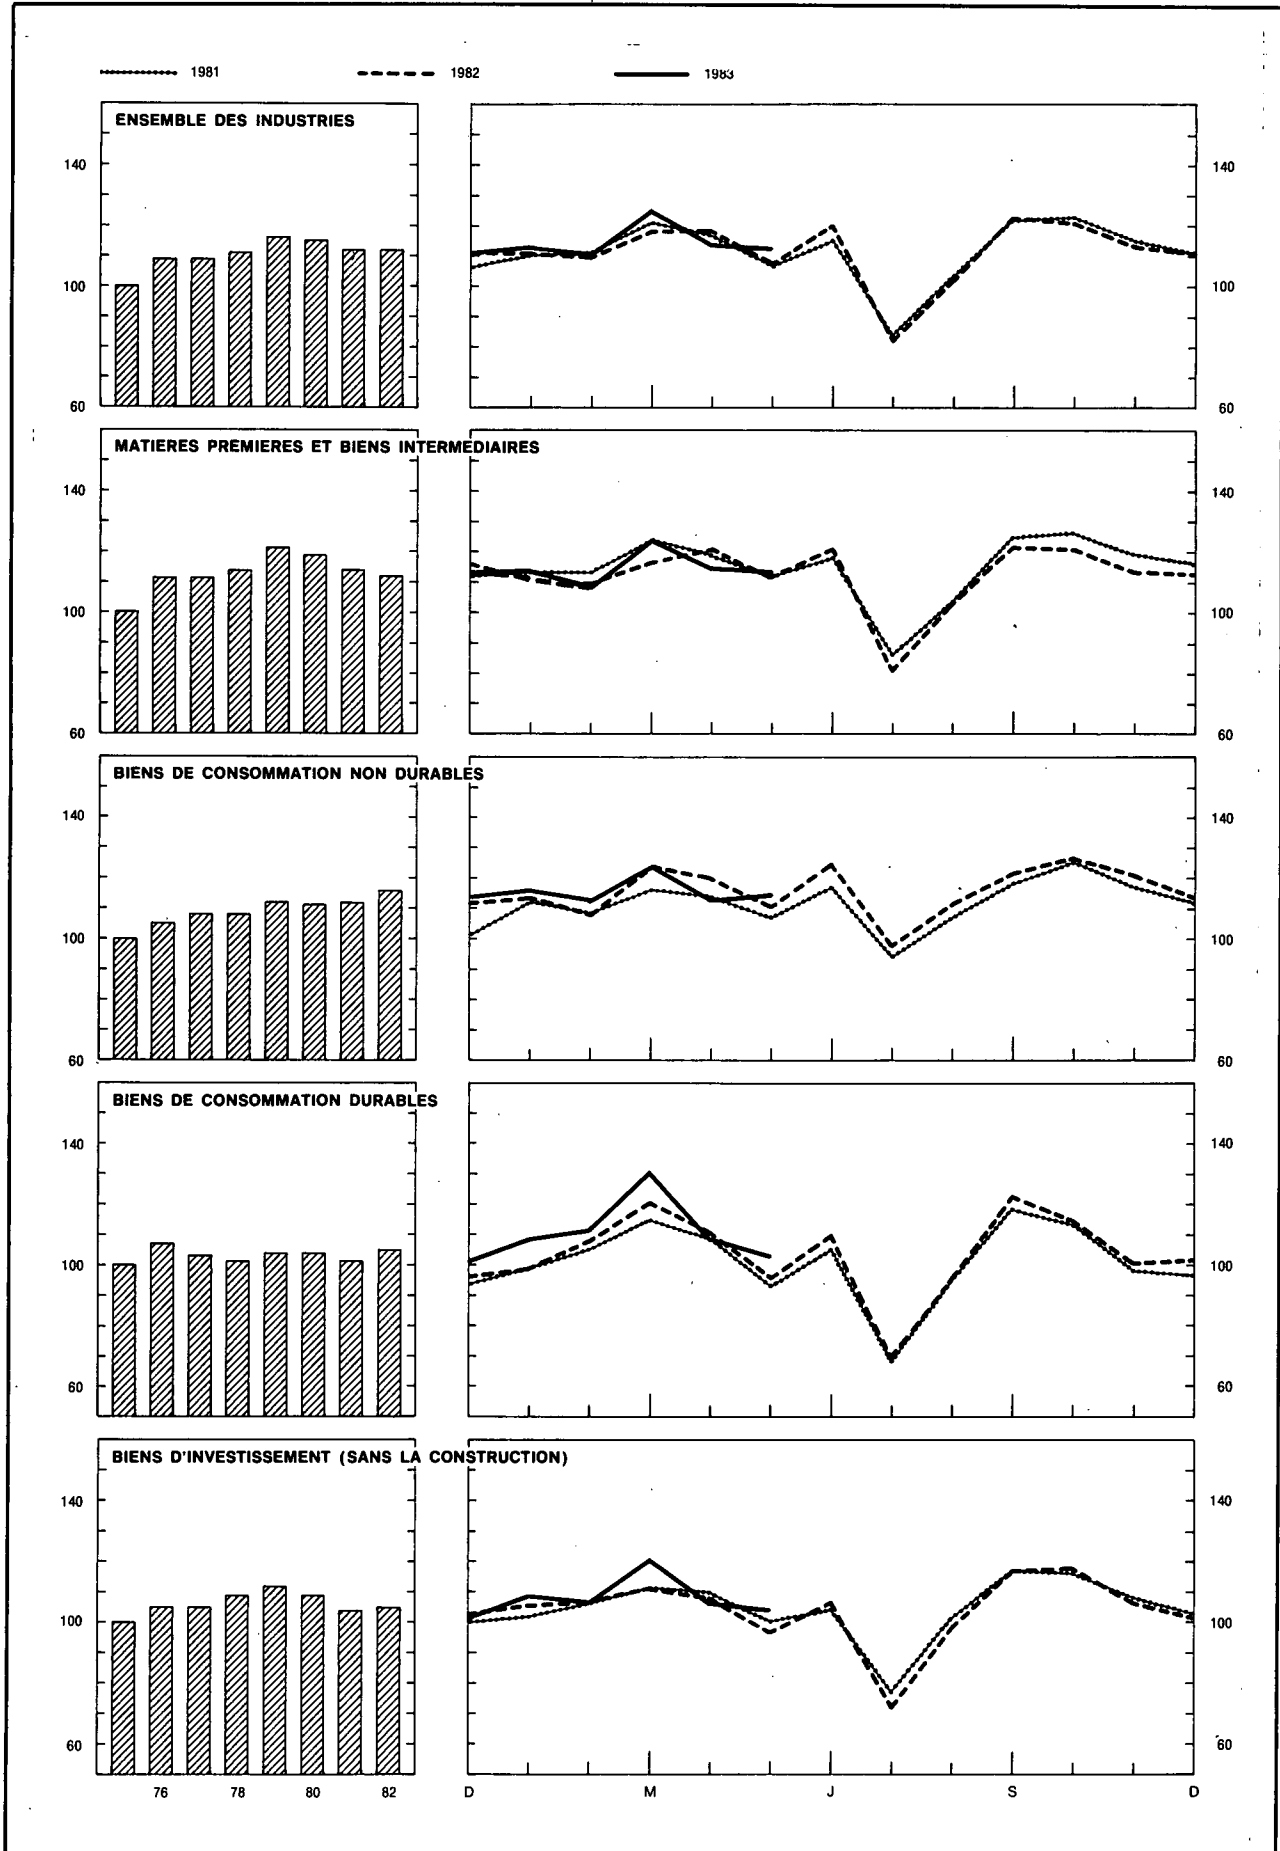 1981 1982 1983
ENSEMBLE DES INDUSTRIES
140 140
100 100
60 60
MATIERES PREMIERES ET BIENS INTERMEDIAIRES
140 140
100 100
60 60
BIENS DE CONSOMMATION NON DURABLES
140 140
100 100
60 60
BIENS DE CONSOMMATION DURABLES
140 140
100 100
60 60
BIENS D'INVESTISSEMENT (SANS LA CONSTRUCTION)
140 140
100 100
60 60
76 78 80 82 D M J S D